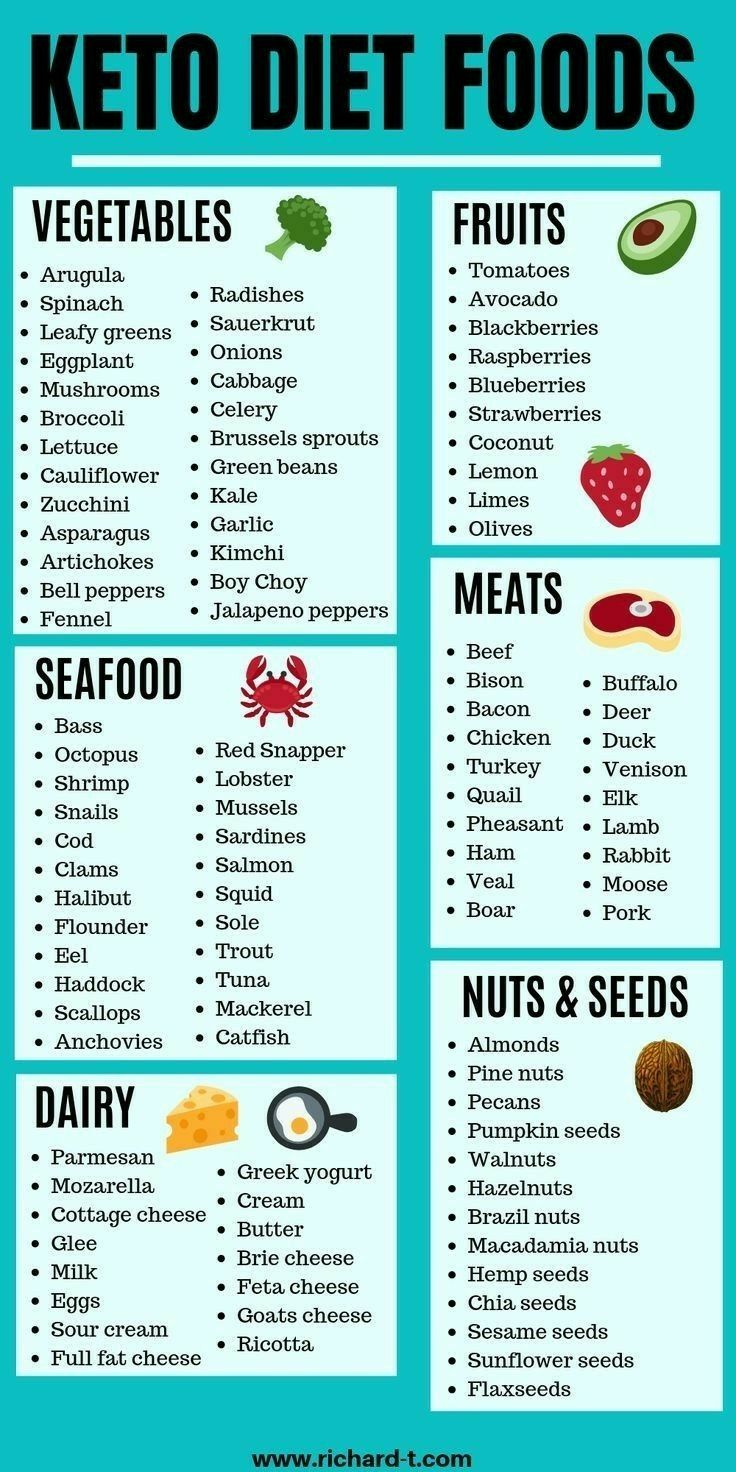 KETO DIET FOODS
VEGETABLES
• Arugula
• Spinach
• Leafy greens
• Eggplant
• Mushrooms
• Broccoli
• Lettuce
• Cauliflower
• Zucchini
• Asparagus
• Artichokes
• Bell peppers
• Fennel
• Radishes
• Sauerkrut
• Onions
• Cabbage
• Celery
• Brussels sprouts
• Green beans
• Kale
• Garlic
• Kimchi
• Boy Choy
• Jalapeno peppers
FRUITS
• Tomatoes
• Avocado
• Blackberries
• Raspberries
• Blueberries
• Strawberries
• Coconut
• Lemon
• Limes
• Olives
SEAFOOD
• Bass
• Octopus
• Shrimp
• Snails
• Cod
• Clams
• Halibut
• Flounder
• Eel
• Haddock
• Scallops
• Anchovies
• Red Snapper
• Lobster
• Mussels
• Sardines
• Salmon
• Squid
• Sole
• Trout
• Tuna
• Mackerel
• Catfish
MEATS
• Beef
• Bison
• Bacon
• Chicken
• Turkey
• Quail
• Pheasant
• Ham
• Veal
• Boar
• Buffalo
• Deer
• Duck
• Venison
• Elk
• Lamb
• Rabbit
• Moose
• Pork
DAIRY
• Parmesan
• Mozarella
• Cottage cheese
• Glee
• Milk
• Eggs
• Sour cream
• Full fat cheese
• Greek yogurt
• Cream
• Butter
• Brie cheese
• Feta cheese
• Goats cheese
• Ricotta
NUTS & SEEDS
• Almonds
• Pine nuts
• Pecans
• Pumpkin seeds
• Walnuts
• Hazelnuts
• Brazil nuts
• Macadamia nuts
• Hemp seeds
• Chia seeds
• Sesame seeds
• Sunflower seeds
• Flaxseeds
www.richard-t.com